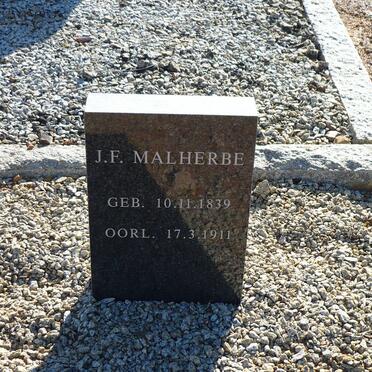 J.F. MALHERBE
GEB. 10.11.1839
OORL. 17.3.1911